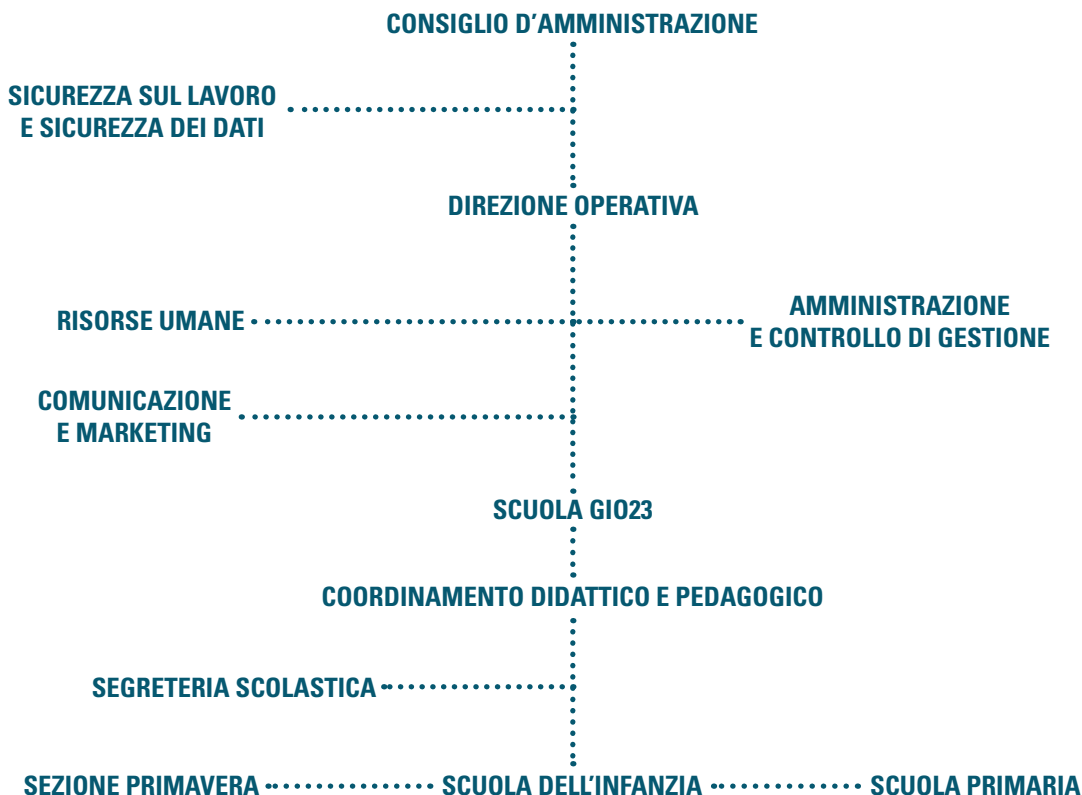 CONSIGLIO D'AMMINISTRAZIONE
SICUREZZA SUL LAVORO
E SICUREZZA DEI DATI
DIREZIONE OPERATIVA
RISORSE UMANE
AMMINISTRAZIONE
E CONTROLLO DI GESTIONE
COMUNICAZIONE
E MARKETING
SCUOLA GIO23
COORDINAMENTO DIDATTICO E PEDAGOGICO
SEGRETERIA SCOLASTICA
SEZIONE PRIMAVERA
SCUOLA DELL'INFANZIA
SCUOLA PRIMARIA